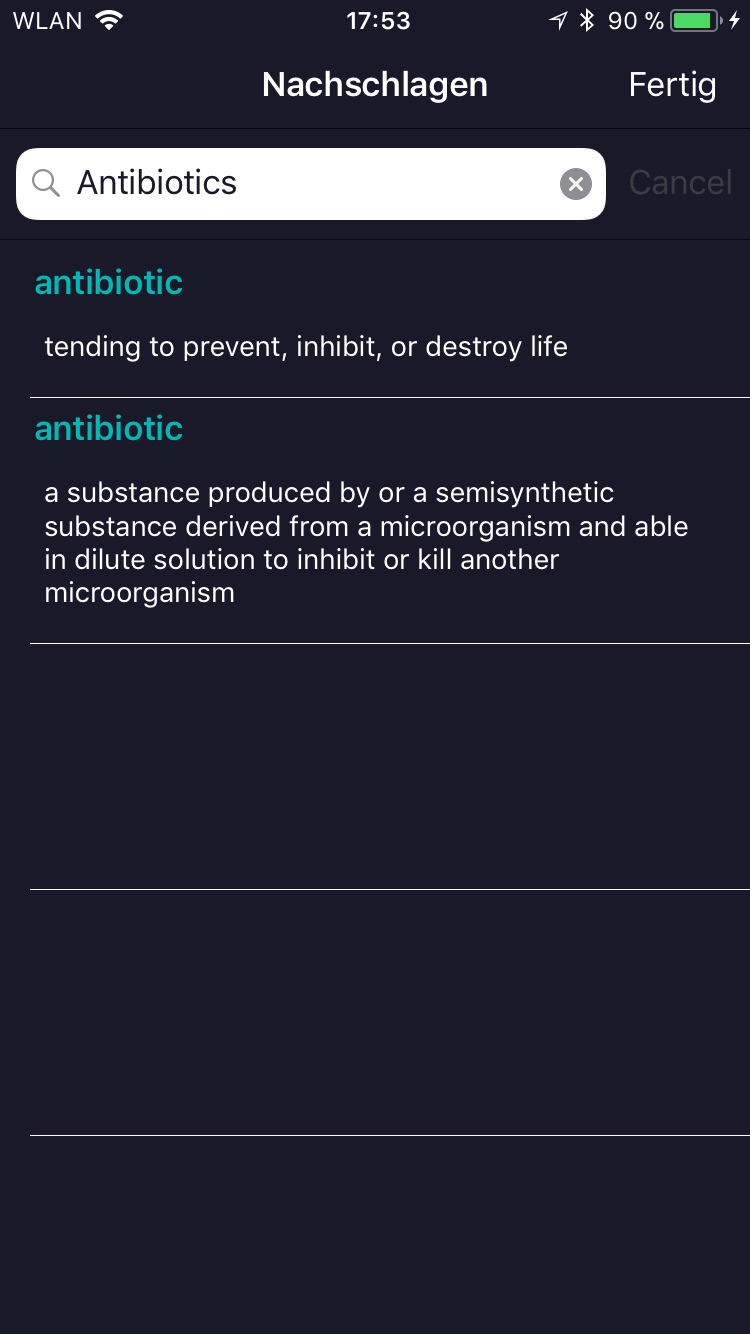 WLAN 17:53 90 %
Nachschlagen Fertig
Antibiotics Cancel
antibiotic
tending to prevent, inhibit, or destroy life
antibiotic
a substance produced by or a semisynthetic
substance derived from a microorganism and able
in dilute solution to inhibit or kill another
microorganism